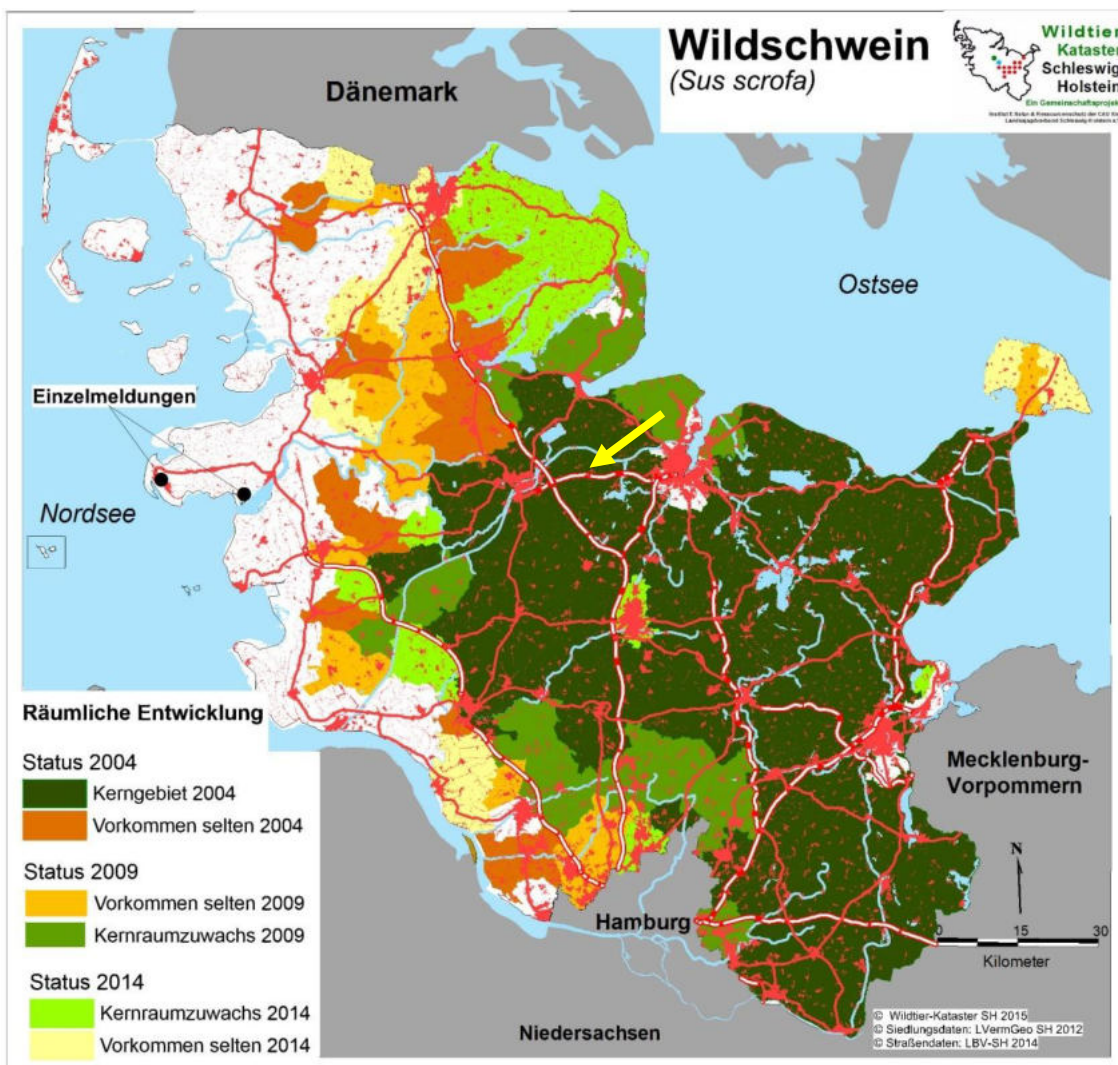 Wildschwein
(Sus scrofa)
Wildtier
Kataster
Schleswig
Holstein
Ein Gemeinschaftsprojekt
Dänemark
Ostsee
Einzelmeldungen
Nordsee
Räumliche Entwicklung
Status 2004
Kerngebiet 2004
Vorkommen selten 2004
Status 2009
Vorkommen selten 2009
Kernraumzuwachs 2009
Status 2014
Kernraumzuwachs 2014
Vorkommen selten 2014
Mecklenburg-
Vorpommern
Hamburg
Niedersachsen
N
0 15 30
Kilometer
© Wildtier-Kataster SH 2015
© Siedlungsdaten: LVermGeo SH 2012
© Straßendaten: LBV-SH 2014